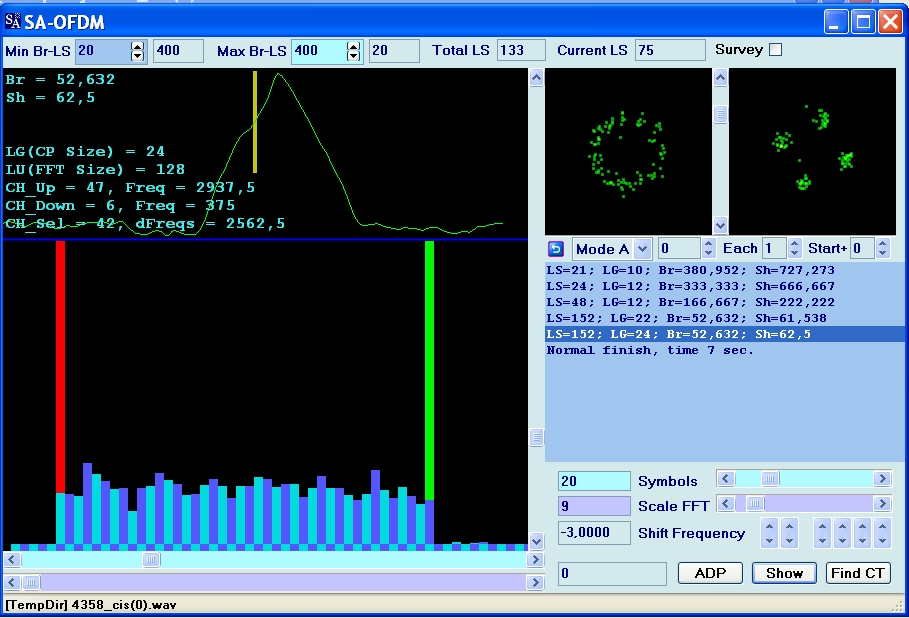 SA-OFDM
Min Br-LS 20 400 Max Br-LS 400 20 Total LS 133 Current LS 75 Survey
Br = 52,632
Sh = 62,5
LG(CP Size) = 24
LU(FFT Size) = 128
CH_Up = 47, Freq = 2937,5
CH_Down = 6, Freq = 375
CH_Sel = 42, dFreqs = 2562,5
Mode A 0 Each 1 Start+ 0
LS=21; LG=10; Br=380,952; Sh=727,273
LS=24; LG=12; Br=333,333; Sh=666,667
LS=48; LG=12; Br=166,667; Sh=222,222
LS=152; LG=22; Br=52,632; Sh=61,538
LS=152; LG=24; Br=52,632; Sh=62,5
Normal finish, time 7 sec.
20 Symbols
9 Scale FFT
-3,0000 Shift Frequency
0 ADP Show Find CT
[TempDir] 4358_cis(0).wav